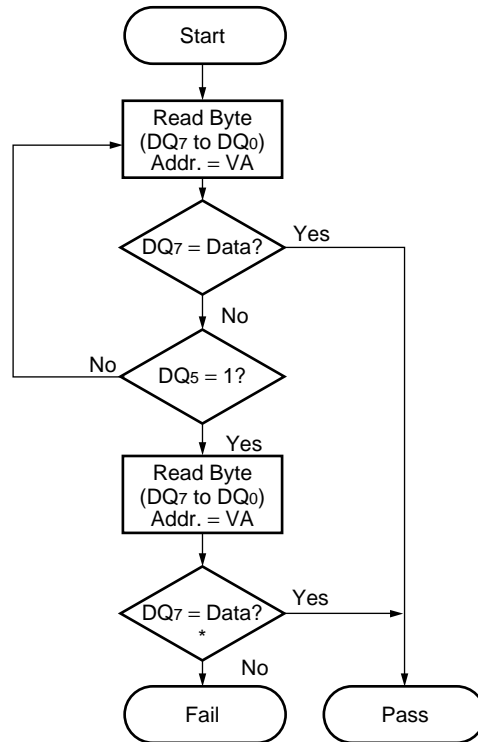 Start
Read Byte
(DQ7 to DQ0)
Addr. = VA
DQ7 = Data?
Yes
No
No
DQ5 = 1?
Yes
Read Byte
(DQ7 to DQ0)
Addr. = VA
DQ7 = Data?
*
Yes
No
Fail
Pass